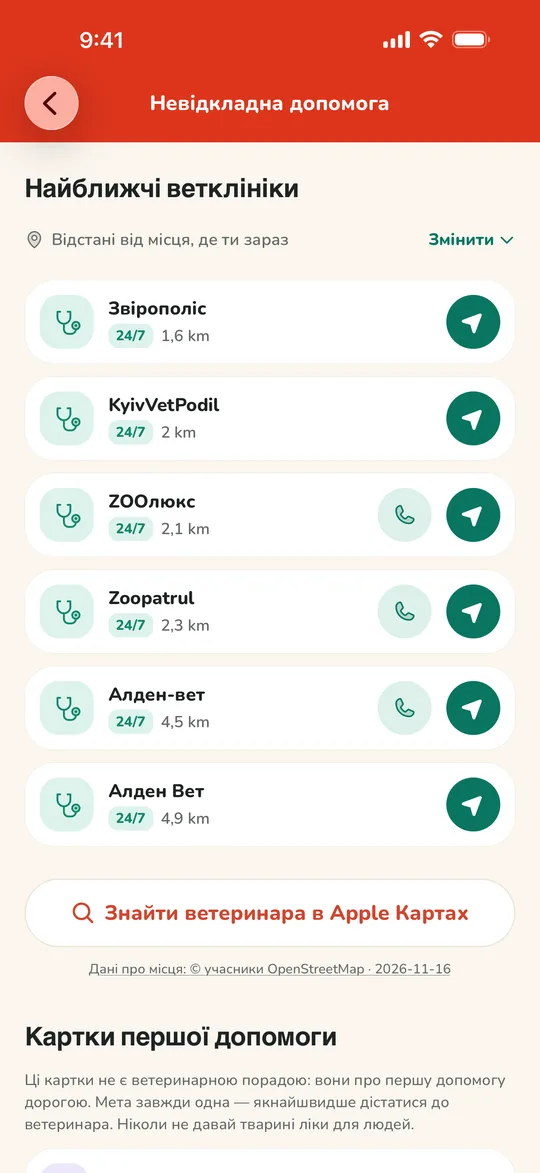 9:41
Невідкладна допомога
Найближчі ветклініки
Відстані від місця, де ти зараз
Змінити
Звірополіс
24/7 1,6 km
KyivVetPodil
24/7 2 km
ZOOлюкс
24/7 2,1 km
Zoopatrul
24/7 2,3 km
Алден-вет
24/7 4,5 km
Алден Вет
24/7 4,9 km
Знайти ветеринара в Apple Картах
Дані про місця: © учасники OpenStreetMap · 2026-11-16
Картки першої допомоги
Ці картки не є ветеринарною порадою: вони про першу допомогу
дорогою. Мета завжди одна — якнайшвидше дістатися до
ветеринара. Ніколи не давай тварині ліки для людей.